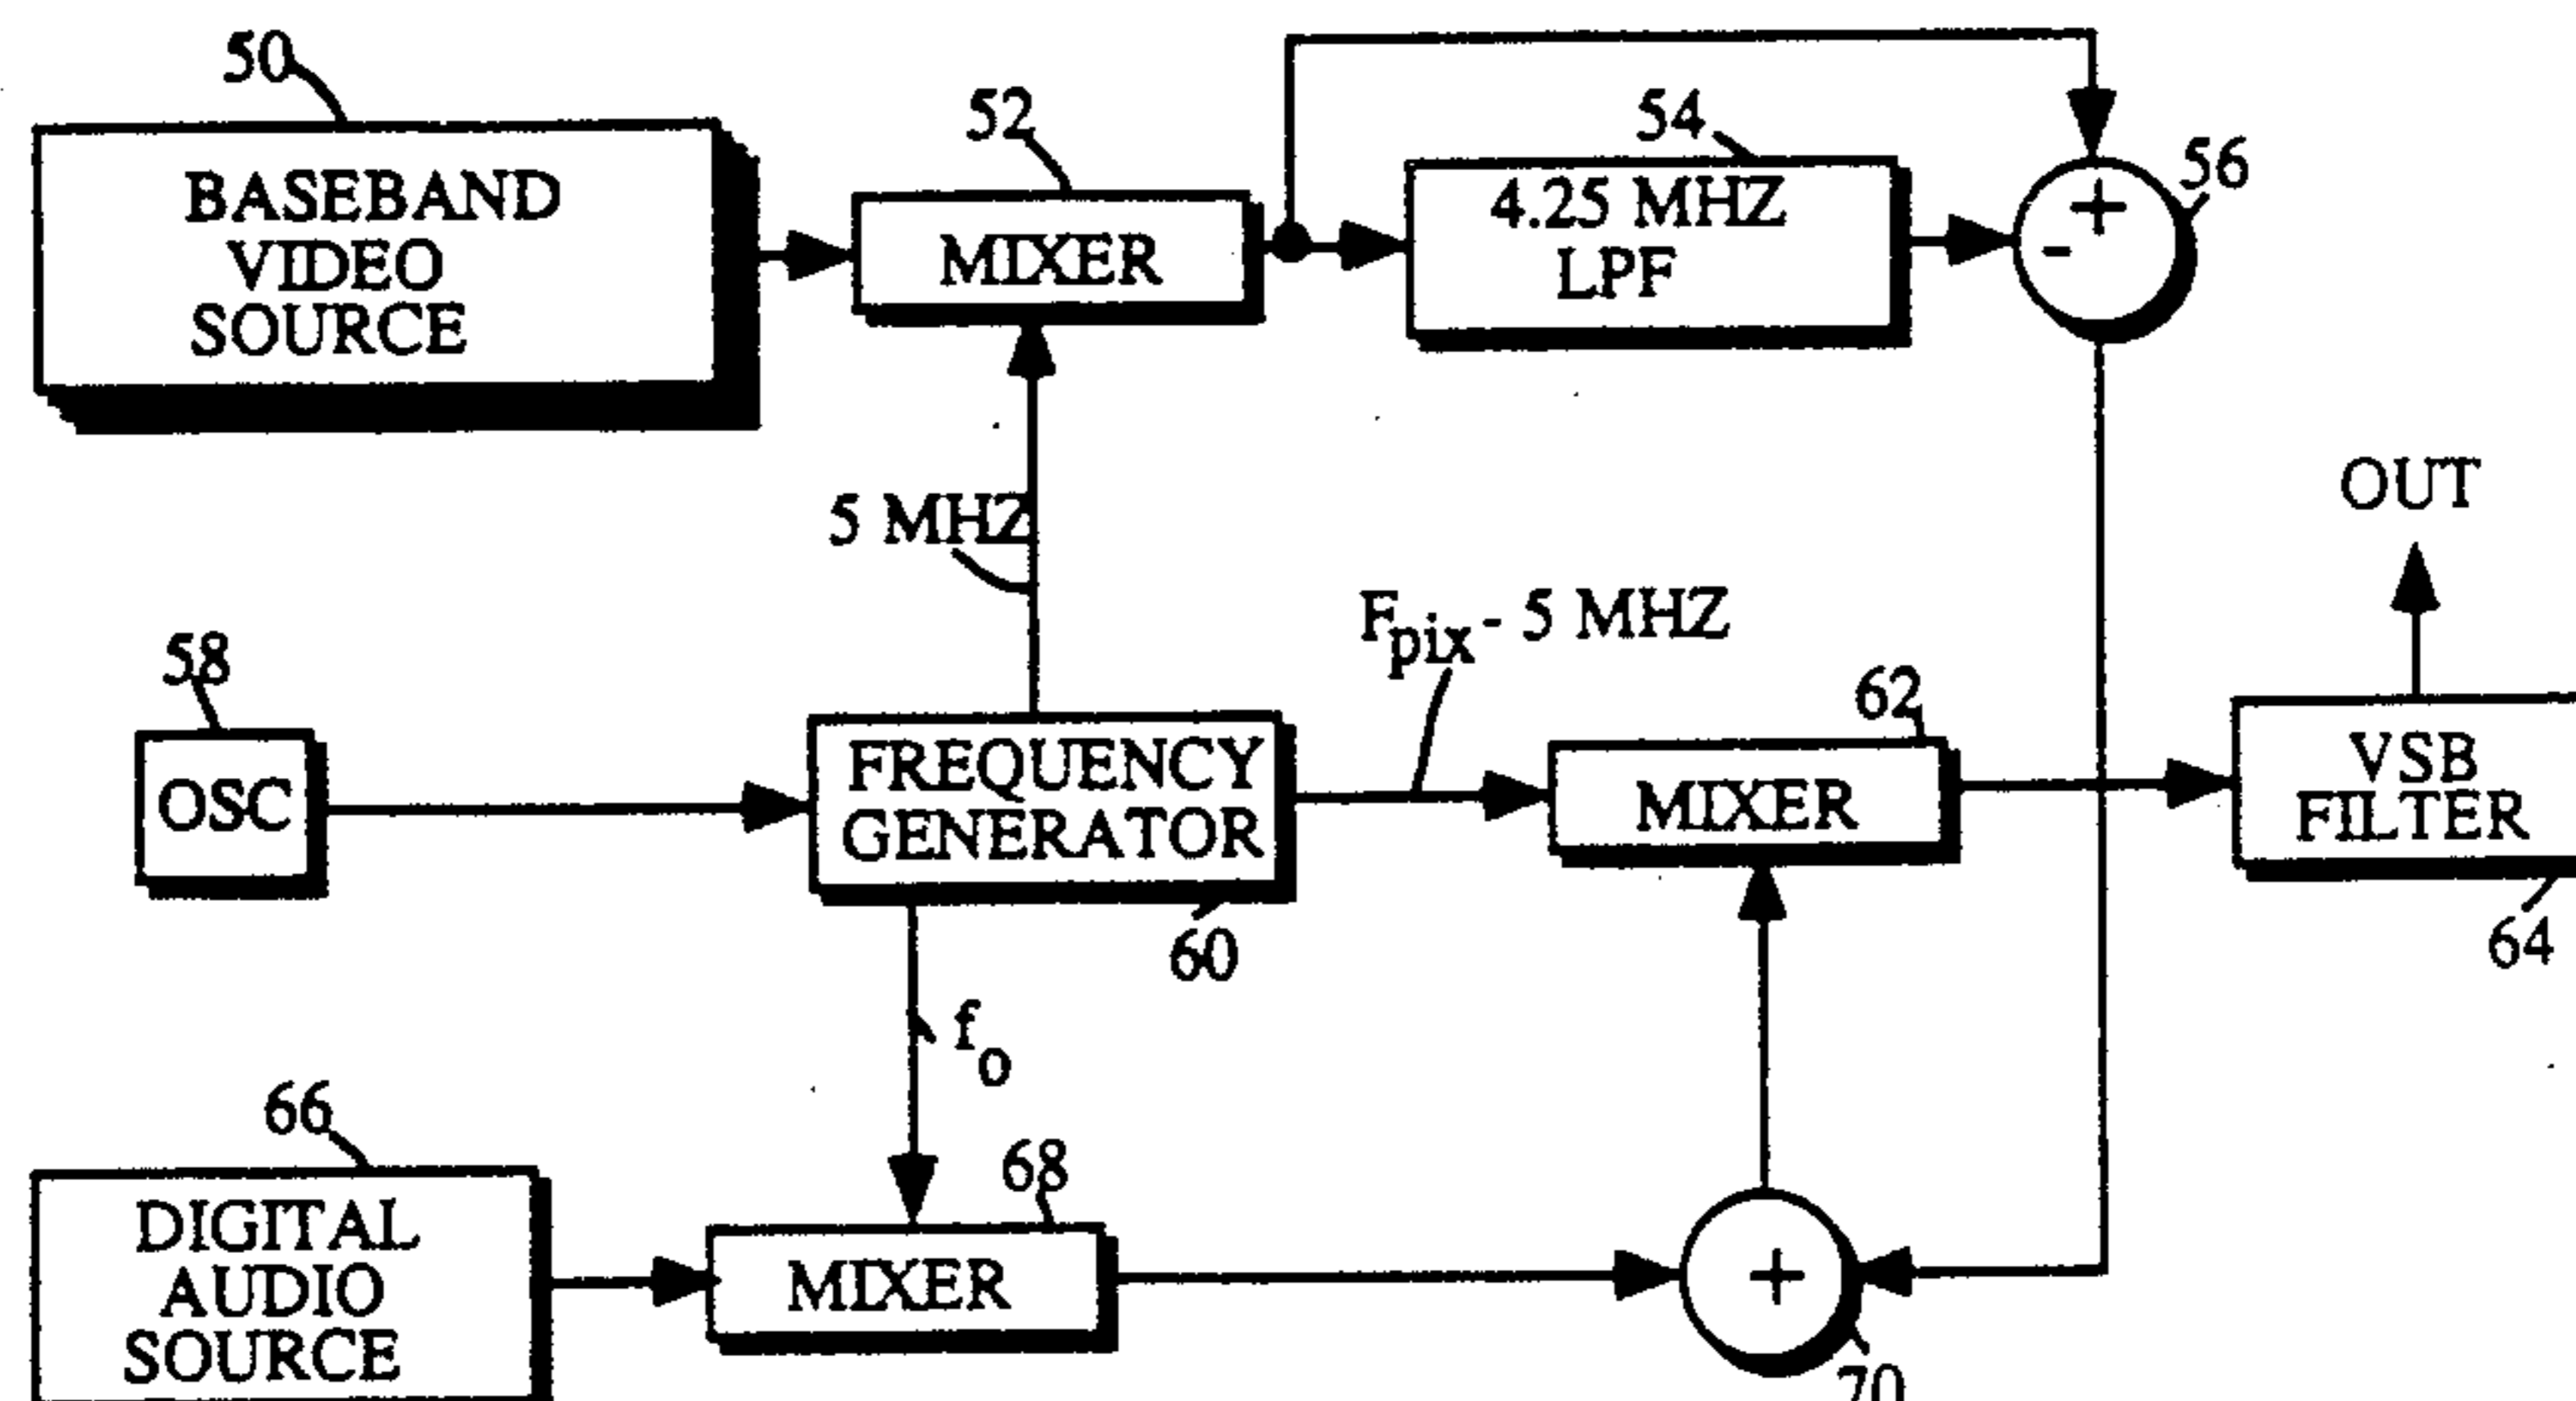 50
BASEBAND
VIDEO
SOURCE
52
MIXER
54
4.25 MHZ
LPF
56
+
-
5 MHZ
OUT
58
OSC
FREQUENCY
GENERATOR
60
Fpix - 5 MHZ
62
MIXER
VSB
FILTER
64
fo
66
DIGITAL
AUDIO
SOURCE
68
MIXER
+
70